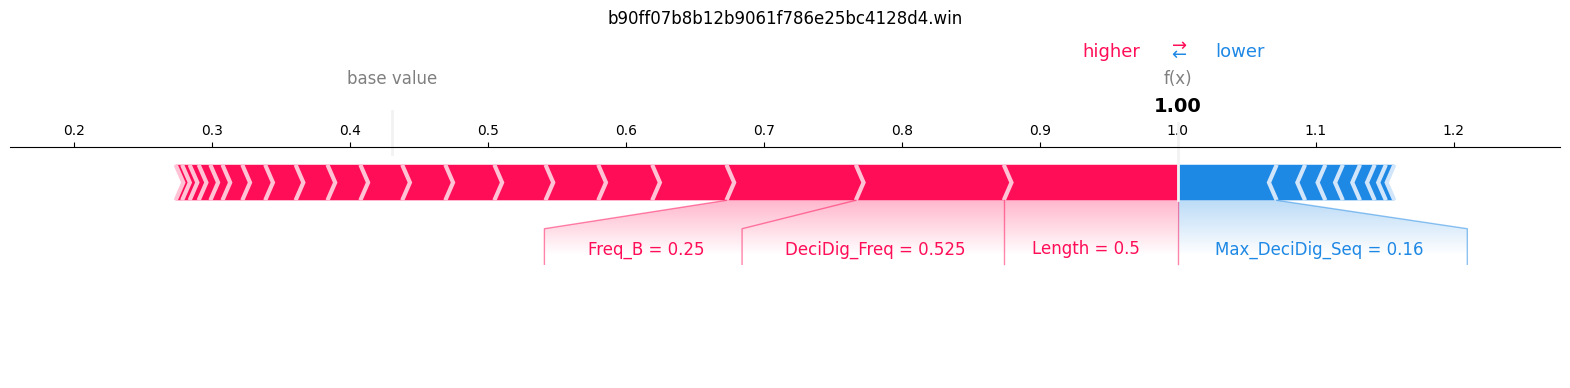 b90ff07b8b12b9061f786e25bc4128d4.win
higher ⇄ lower
base value f(x)
1.00
0.2 0.3 0.4 0.5 0.6 0.7 0.8 0.9 1.0 1.1 1.2
Freq_B = 0.25 DeciDig_Freq = 0.525 Length = 0.5 Max_DeciDig_Seq = 0.16